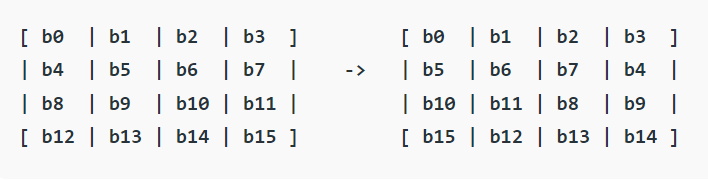 [ b0  | b1  | b2  | b3  ]      [ b0  | b1  | b2  | b3  ]
| b4  | b5  | b6  | b7  |  ->  | b5  | b6  | b7  | b4  |
| b8  | b9  | b10 | b11 |      | b10 | b11 | b8  | b9  |
[ b12 | b13 | b14 | b15 ]      [ b15 | b12 | b13 | b14 ]